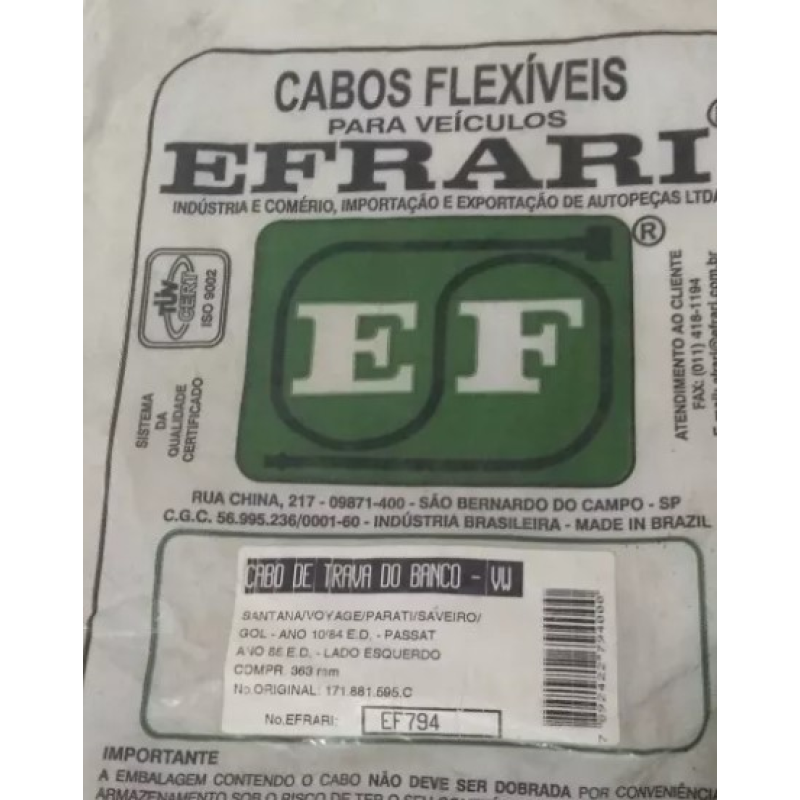 CABOS FLEXÍVEIS
PARA VEÍCULOS
EFRARI®
INDÚSTRIA E COMÉRIO, IMPORTAÇÃO E EXPORTAÇÃO DE AUTOPEÇAS LTDA
TÜV
CERT
ISO 9002
SISTEMA
DA
QUALIDADE
CERTIFICADO
EF
®
ATENDIMENTO AO CLIENTE
FAX: (011) 418-1194
RUA CHINA, 217 - 09871-400 - SÃO BERNARDO DO CAMPO - SP
C.G.C. 56.995.236/0001-60 - INDÚSTRIA BRASILEIRA - MADE IN BRAZIL
CABO DE TRAVA DO BANCO - VW
SANTANA/VOYAGE/PARATI/SAVEIRO/
GOL - ANO 10/84 E.D. - PASSAT
ANO 86 E.D. - LADO ESQUERDO
COMPR. 363 mm
No.ORIGINAL: 171.881.595.C
No.EFRARI: EF794
7 892422 794000
IMPORTANTE
A EMBALAGEM CONTENDO O CABO NÃO DEVE SER DOBRADA POR CONVENIÊNCIA